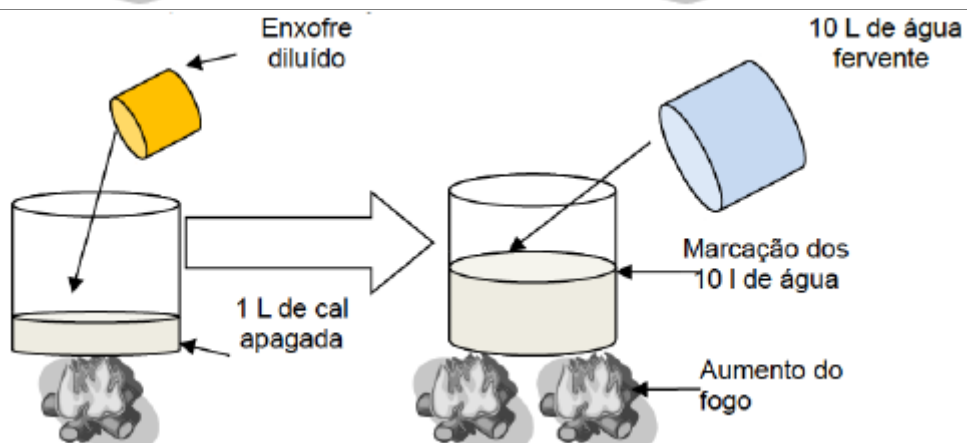 Enxofre
diluído
10 L de água
fervente
1 L de cal
apagada
Marcação dos
10 l de água
Aumento do
fogo